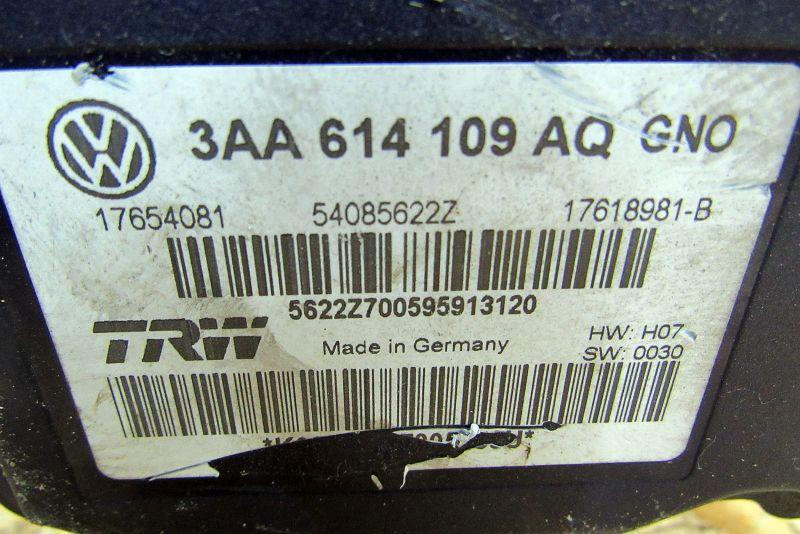 3AA 614 109 AQ GNO
17654081 54085622Z 17618981-B
5622Z700595913120
TRW Made in Germany HW: H07
SW: 0030